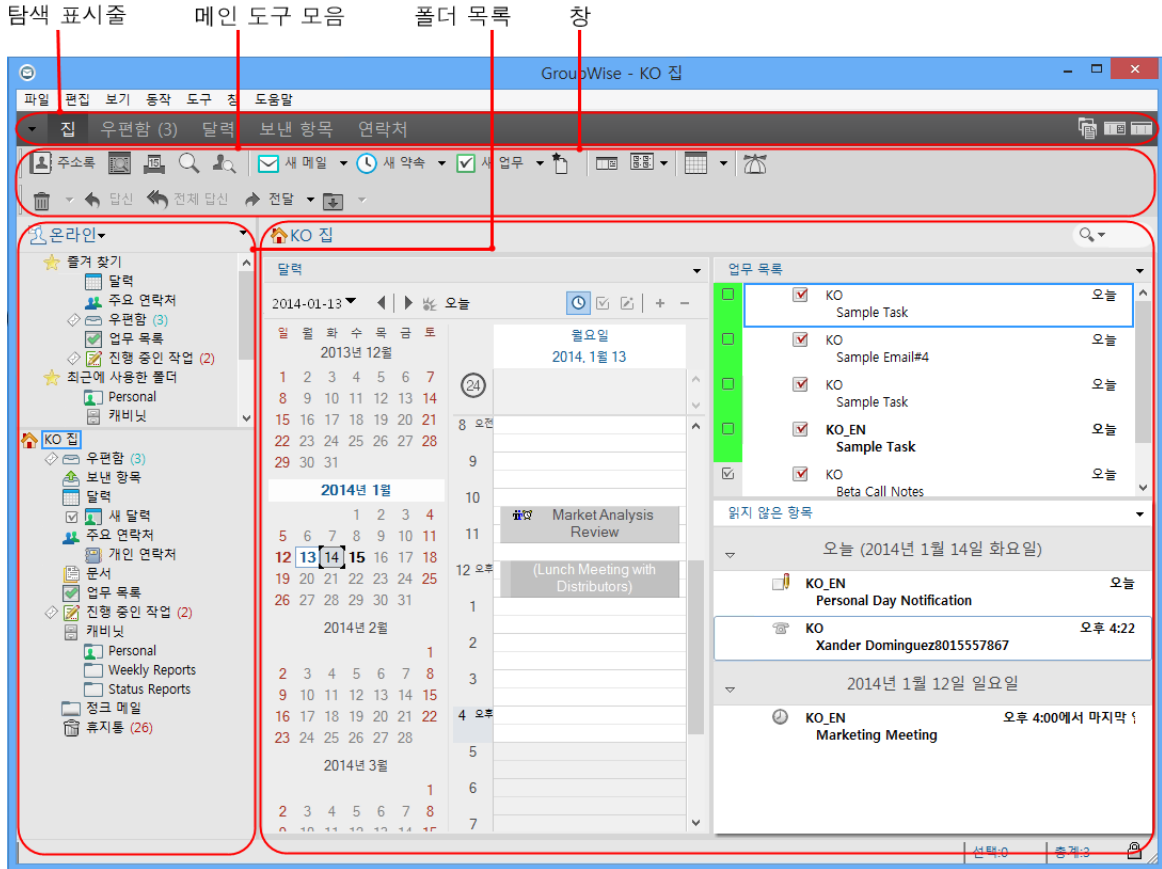 탐색 표시줄 메인 도구 모음 폴더 목록 창
GroupWise - KO 집
파일 편집 보기 동작 도구 창 도움말
집 우편함 (3) 달력 보낸 항목 연락처
주소록 새 메일 새 약속 새 업무
답신 전체 답신 전달
온라인
즐겨 찾기
달력
주요 연락처
우편함 (3)
업무 목록
진행 중인 작업 (2)
최근에 사용한 폴더
Personal
캐비닛
KO 집
우편함 (3)
보낸 항목
달력
새 달력
주요 연락처
개인 연락처
문서
업무 목록
진행 중인 작업 (2)
캐비닛
Personal
Weekly Reports
Status Reports
정크 메일
휴지통 (26)
KO 집
달력
2014-01-13 오늘
일 월 화 수 목 금 토
2013년 12월
1 2 3 4 5 6 7
8 9 10 11 12 13 14
15 16 17 18 19 20 21
22 23 24 25 26 27 28
29 30 31
2014년 1월
1 2 3 4
5 6 7 8 9 10 11
12 13 14 15 16 17 18
19 20 21 22 23 24 25
26 27 28 29 30 31
2014년 2월
1
2 3 4 5 6 7 8
9 10 11 12 13 14 15
16 17 18 19 20 21 22
23 24 25 26 27 28
2014년 3월
1
2 3 4 5 6 7 8
9 10 11 12 13 14 15
월요일
2014, 1월 13
24
8 오전
9
10
11
12 오후
1
2
3
4 오후
5
6
7
Market Analysis
Review
(Lunch Meeting with
Distributors)
업무 목록
KO 오늘
Sample Task
KO 오늘
Sample Email#4
KO 오늘
Sample Task
KO_EN 오늘
Sample Task
KO 오늘
Beta Call Notes
읽지 않은 항목
오늘 (2014년 1월 14일 화요일)
KO_EN 오늘
Personal Day Notification
KO 오후 4:22
Xander Dominguez8015557867
2014년 1월 12일 일요일
KO_EN 오후 4:00에서 마지막
Marketing Meeting
선택:0 총계:3